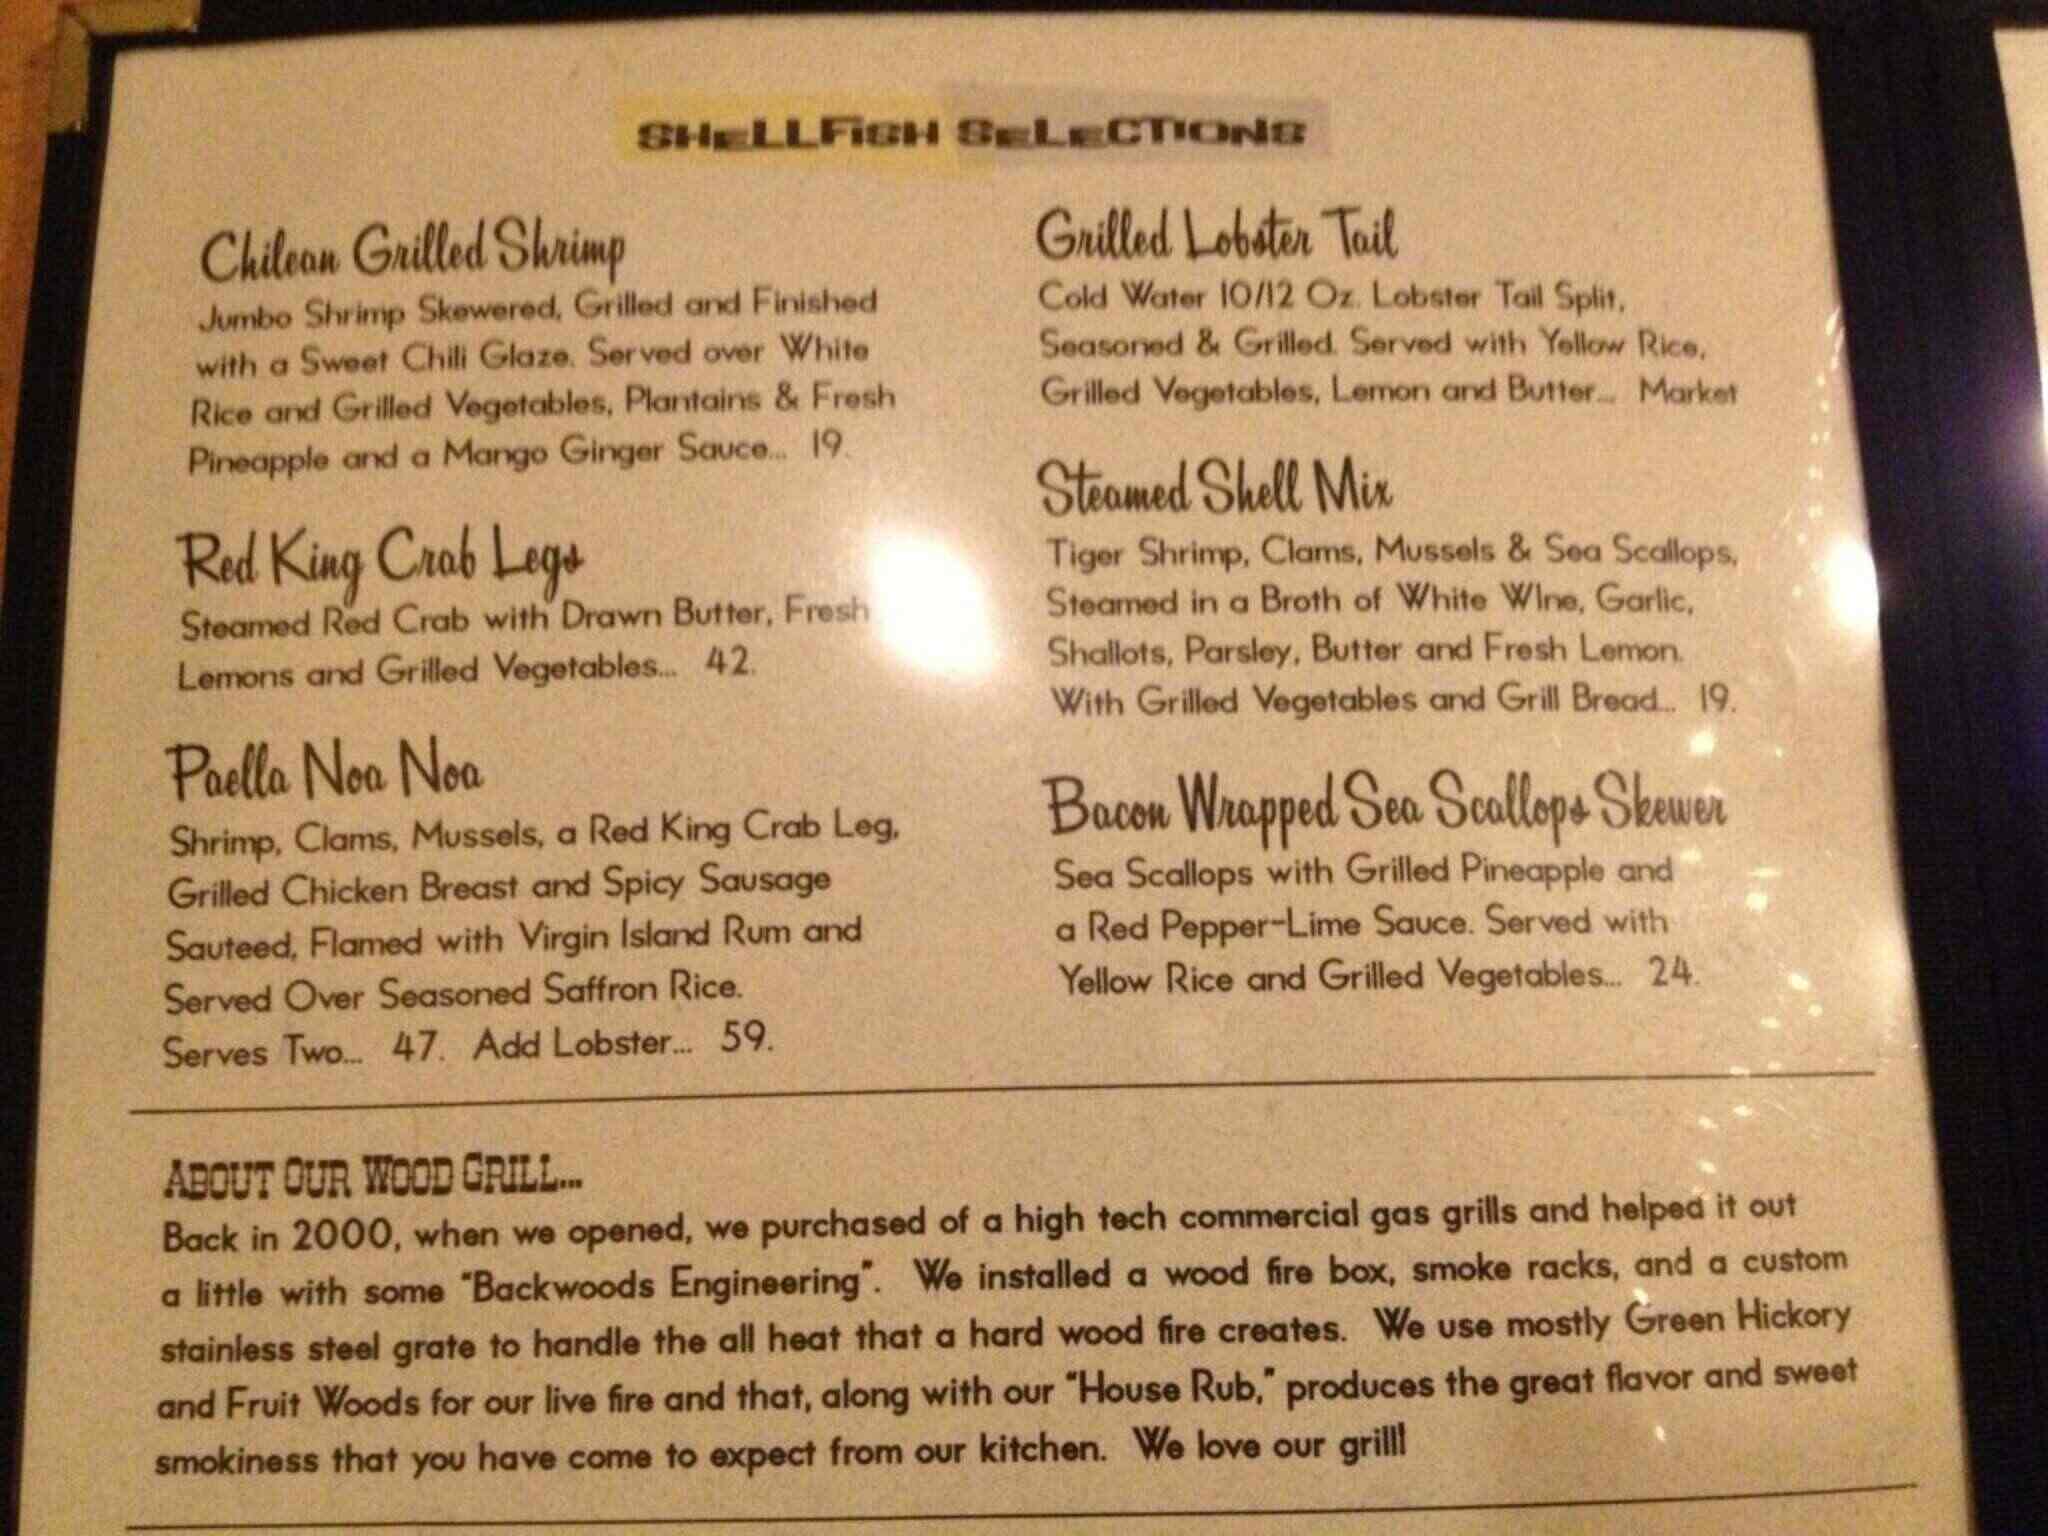 SHELLFISH SELECTIONS
Chilean Grilled Shrimp
Jumbo Shrimp Skewered, Grilled and Finished
with a Sweet Chili Glaze. Served over White
Rice and Grilled Vegetables, Plantains & Fresh
Pineapple and a Mango Ginger Sauce... 19.
Red King Crab Legs
Steamed Red Crab with Drawn Butter, Fresh
Lemons and Grilled Vegetables... 42.
Paella Noa Noa
Shrimp, Clams, Mussels, a Red King Crab Leg,
Grilled Chicken Breast and Spicy Sausage
Sauteed, Flamed with Virgin Island Rum and
Served Over Seasoned Saffron Rice.
Serves Two... 47. Add Lobster... 59.
Grilled Lobster Tail
Cold Water 10/12 Oz. Lobster Tail Split,
Seasoned & Grilled. Served with Yellow Rice,
Grilled Vegetables, Lemon and Butter... Market
Steamed Shell Mix
Tiger Shrimp, Clams, Mussels & Sea Scallops,
Steamed in a Broth of White WIne, Garlic,
Shallots, Parsley, Butter and Fresh Lemon.
With Grilled Vegetables and Grill Bread... 19.
Bacon Wrapped Sea Scallops Skewer
Sea Scallops with Grilled Pineapple and
a Red Pepper-Lime Sauce. Served with
Yellow Rice and Grilled Vegetables... 24.
ABOUT OUR WOOD GRILL...
Back in 2000, when we opened, we purchased of a high tech commercial gas grills and helped it out
a little with some "Backwoods Engineering". We installed a wood fire box, smoke racks, and a custom
stainless steel grate to handle the all heat that a hard wood fire creates. We use mostly Green Hickory
and Fruit Woods for our live fire and that, along with our "House Rub," produces the great flavor and sweet
smokiness that you have come to expect from our kitchen. We love our grill!